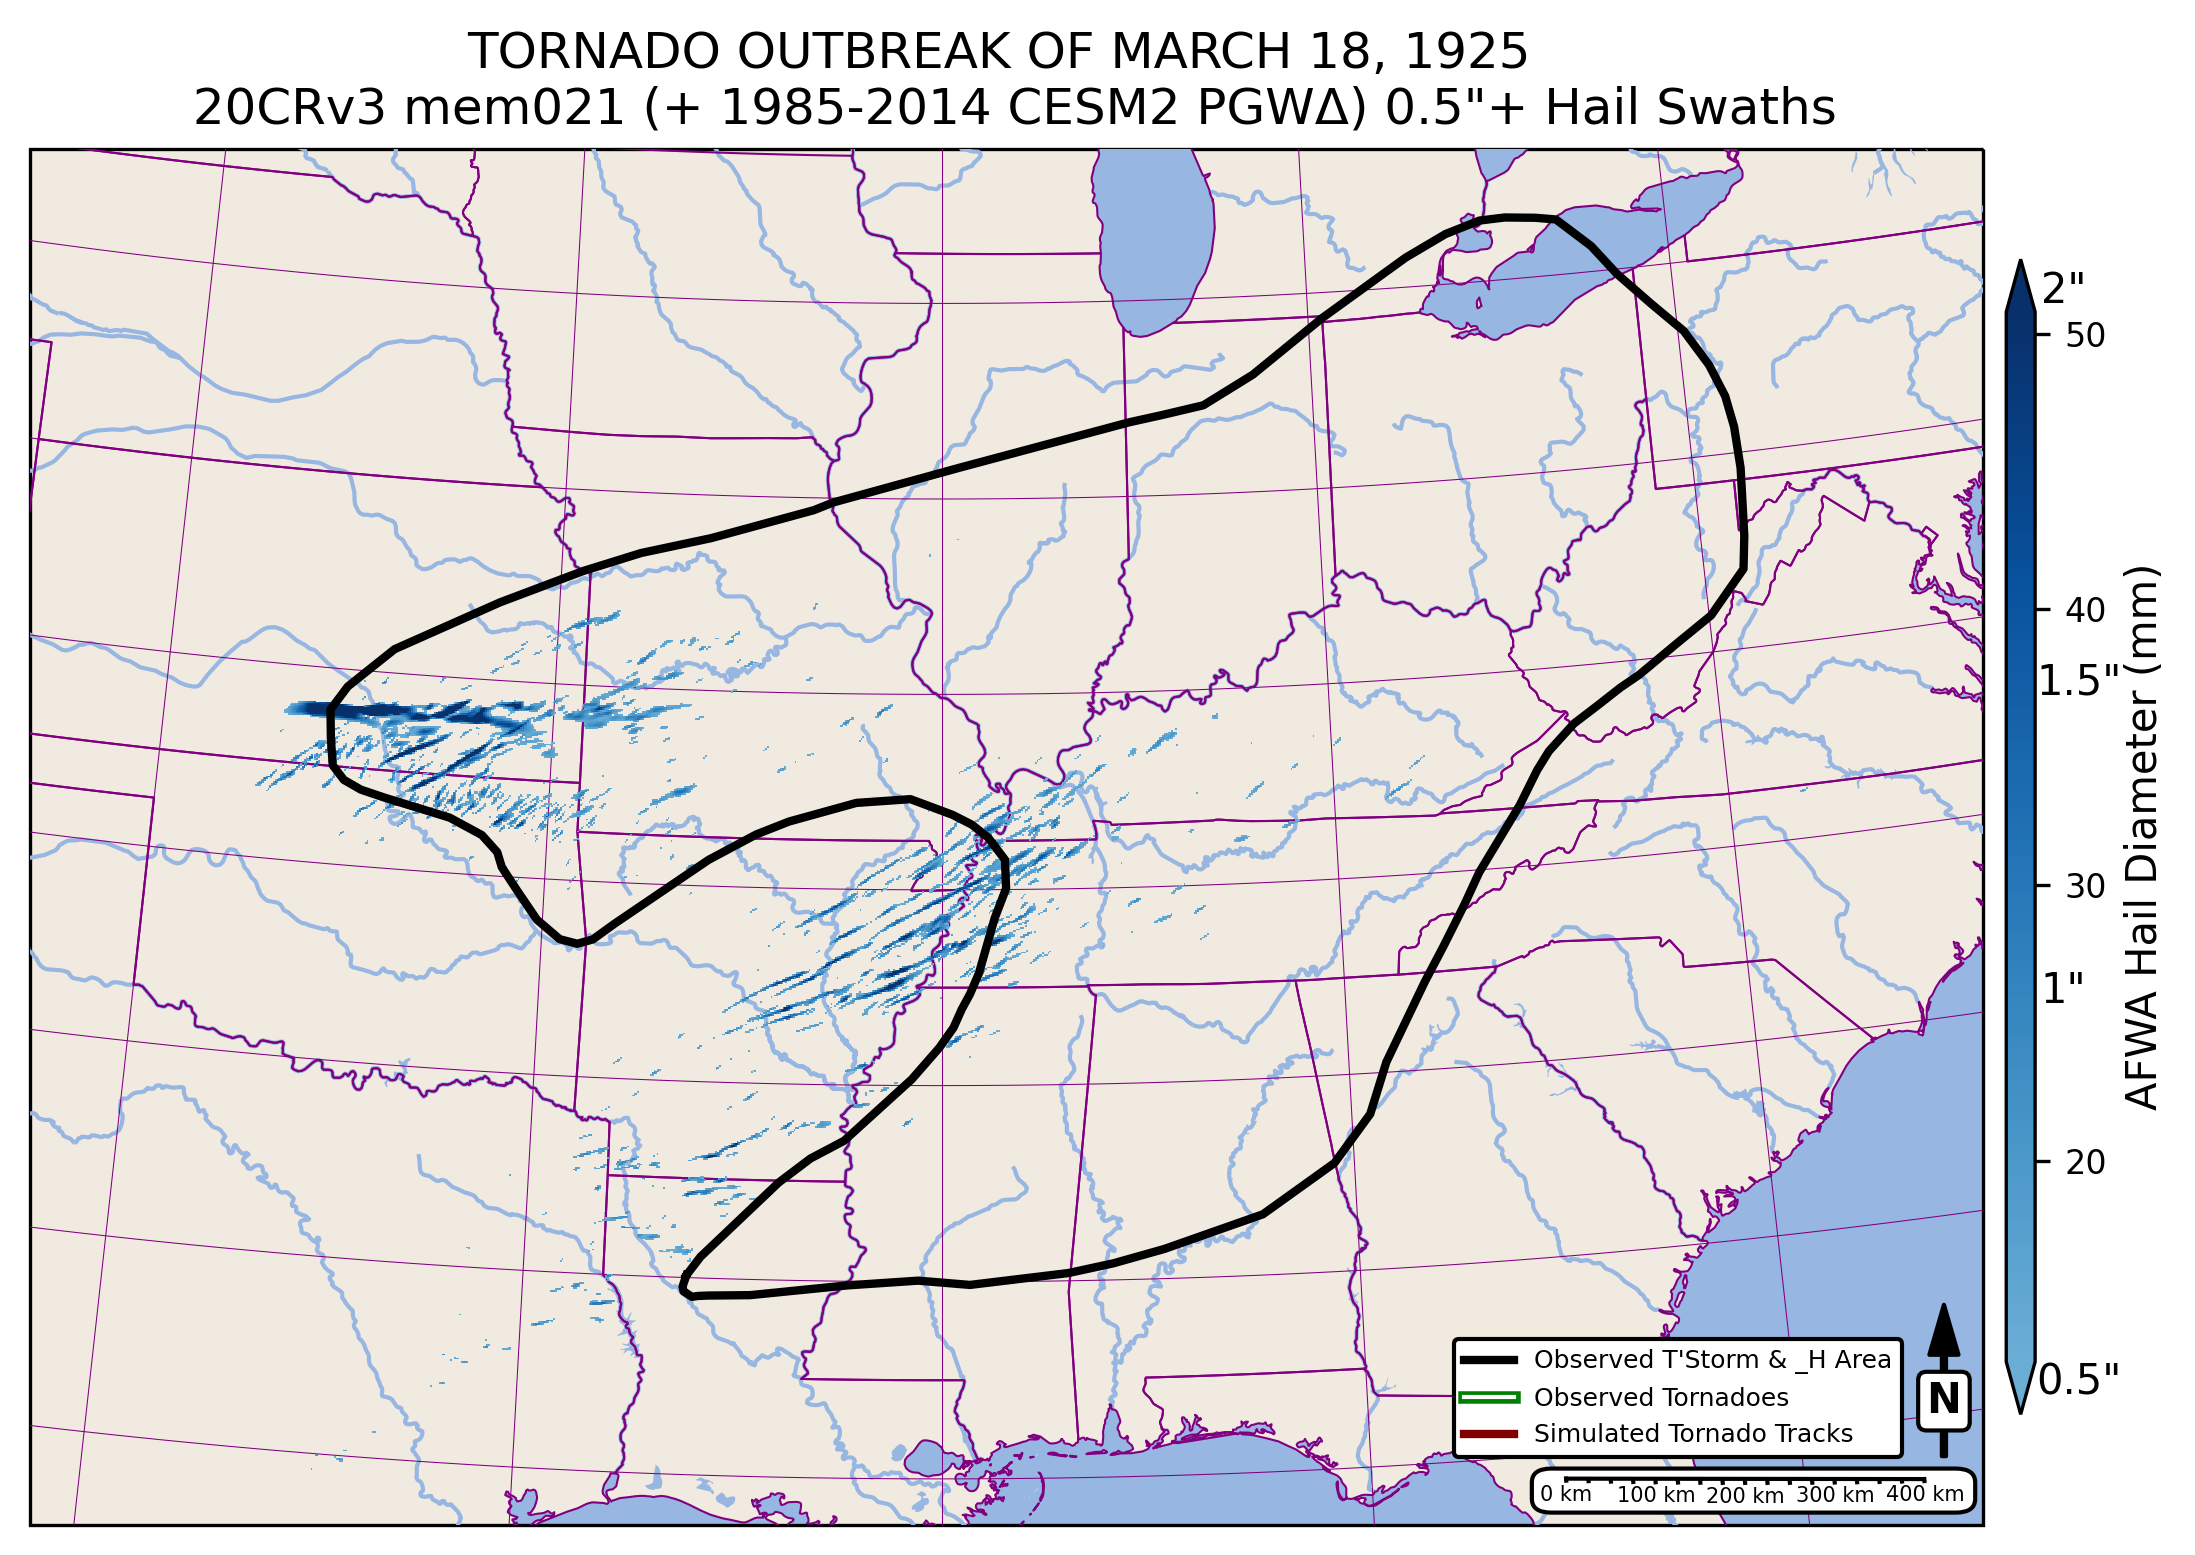 TORNADO OUTBREAK OF MARCH 18, 1925
20CRv3 mem021 (+ 1985-2014 CESM2 PGWΔ) 0.5"+ Hail Swaths
2"
50
40
1.5"
30
1"
20
0.5"
AFWA Hail Diameter (mm)
Observed T'Storm & _H Area
Observed Tornadoes
Simulated Tornado Tracks
N
0 km 100 km 200 km 300 km 400 km